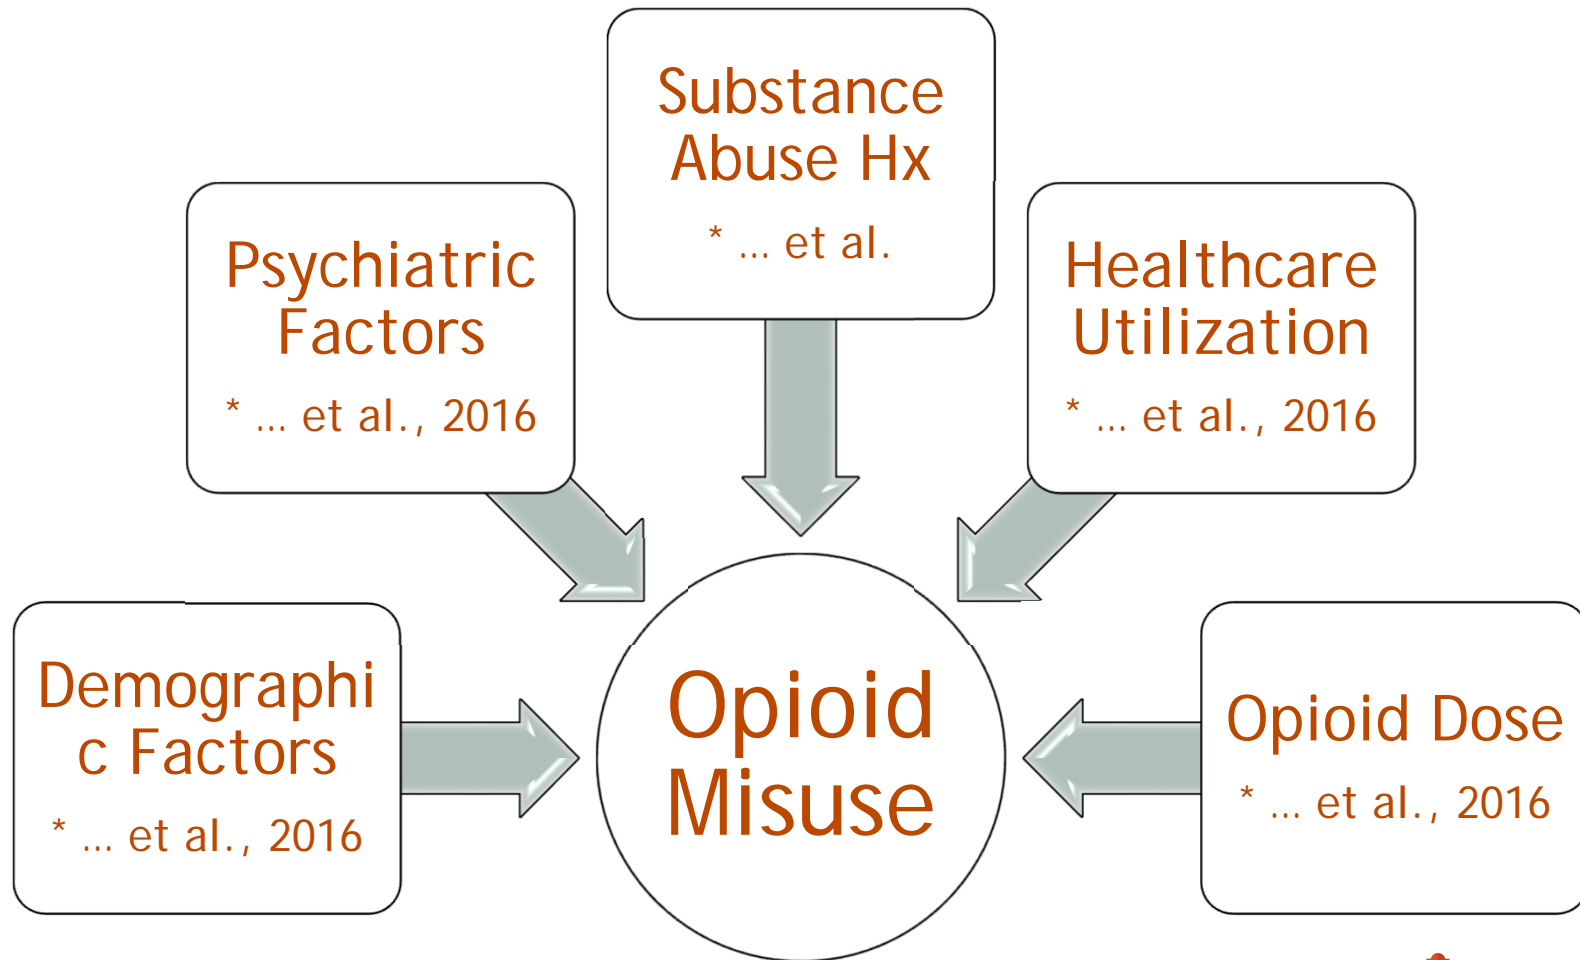 Substance
Abuse Hx
* ... et al.
Psychiatric
Factors
* ... et al., 2016
Healthcare
Utilization
* ... et al., 2016
Demographi
c Factors
* ... et al., 2016
Opioid
Misuse
Opioid Dose
* ... et al., 2016